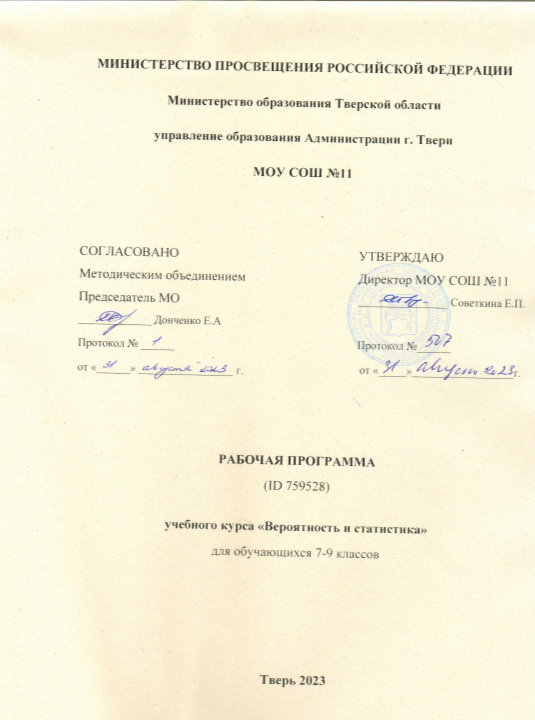 МИНИСТЕРСТВО ПРОСВЕЩЕНИЯ РОССИЙСКОЙ ФЕДЕРАЦИИ
Министерство образования Тверской области
управление образования Администрации г. Твери
МОУ СОШ №11
СОГЛАСОВАНО
Методическим объединением
Председатель МО
Донченко Е.А
Протокол № 1
от «31» августа 2023 г.
УТВЕРЖДАЮ
Директор МОУ СОШ №11
Советкина Е.П.
Протокол № 507
от «31» августа 2023г.
РАБОЧАЯ ПРОГРАММА
(ID 759528)
учебного курса «Вероятность и статистика»
для обучающихся 7-9 классов
Тверь 2023